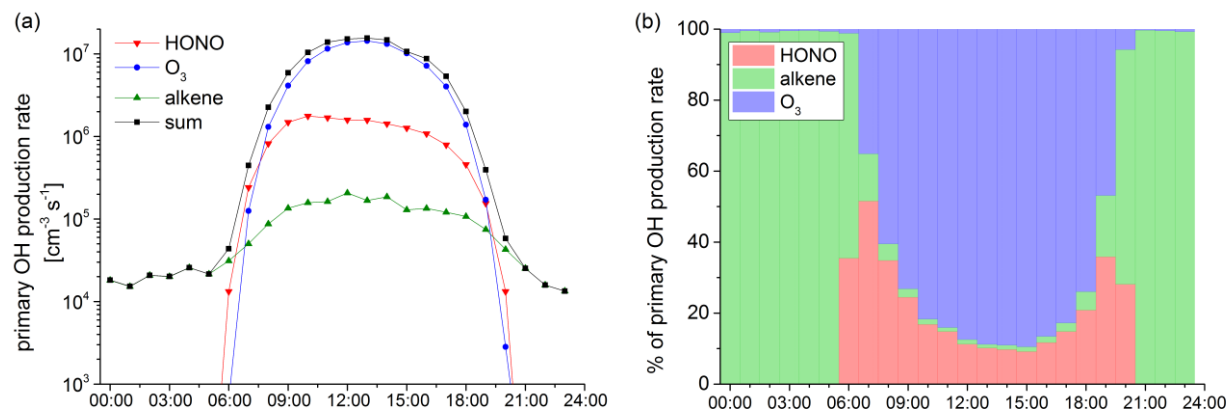 (a)
HONO
O3
alkene
sum
primary OH production rate
[cm-3 s-1]
10^7
10^6
10^5
10^4
10^3
00:00 03:00 06:00 09:00 12:00 15:00 18:00 21:00 24:00
(b)
HONO
alkene
O3
% of primary OH production rate
100
80
60
40
20
0
00:00 03:00 06:00 09:00 12:00 15:00 18:00 21:00 24:00